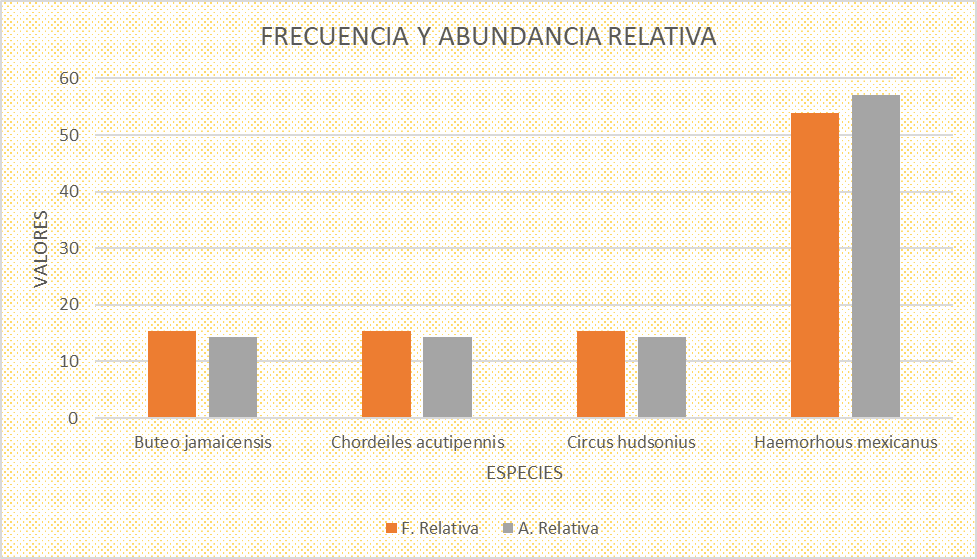 FRECUENCIA Y ABUNDANCIA RELATIVA
60
50
40
30
20
10
0
VALORES
Buteo jamaicensis
Chordeiles acutipennis
Circus hudsonius
Haemorhous mexicanus
ESPECIES
F. Relativa
A. Relativa